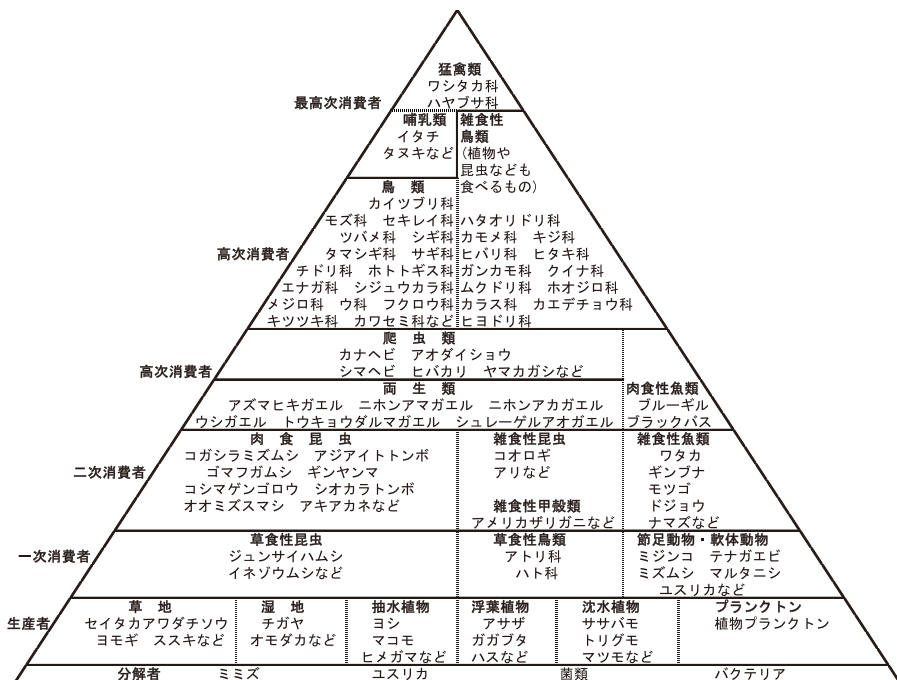 猛禽類
ワシタカ科
最高次消費者
ハヤブサ科
哺乳類
イタチ
タヌキなど
雑食性
鳥類
(植物や
昆虫なども
食べるもの)
高次消費者
鳥 類
カイツブリ科
モズ科 セキレイ科
ツバメ科 シギ科
タマシギ科 サギ科
チドリ科 ホトトギス科
エナガ科 シジュウカラ科
メジロ科 ウ科 フクロウ科
キツツキ科 カワセミ科など
ハタオリドリ科
カモメ科 キジ科
ヒバリ科 ヒタキ科
ガンカモ科 クイナ科
ムクドリ科 ホオジロ科
カラス科 カエデチョウ科
ヒヨドリ科
高次消費者
爬 虫 類
カナヘビ アオダイショウ
シマヘビ ヒバカリ ヤマカガシなど
両 生 類
アズマヒキガエル ニホンアマガエル ニホンアカガエル
ウシガエル トウキョウダルマガエル シュレーゲルアオガエル
肉食性魚類
ブルーギル
ブラックバス
二次消費者
肉 食 昆 虫
コガシラミズムシ アジアイトトンボ
ゴマフガムシ ギンヤンマ
コシマゲンゴロウ シオカラトンボ
オオミズスマシ アキアカネなど
雑食性昆虫
コオロギ
アリなど
雑食性甲殻類
アメリカザリガニなど
雑食性魚類
ワタカ
ギンブナ
モツゴ
ドジョウ
ナマズなど
一次消費者
草食性昆虫
ジュンサイハムシ
イネゾウムシなど
草食性鳥類
アトリ科
ハト科
節足動物・軟体動物
ミジンコ テナガエビ
ミズムシ マルタニシ
ユスリカなど
生産者
草 地
セイタカアワダチソウ
ヨモギ ススキなど
湿 地
チガヤ
オモダカなど
抽水植物
ヨシ
マコモ
ヒメガマなど
浮葉植物
アサザ
ガガブタ
ハスなど
沈水植物
ササバモ
トリゲモ
マツモなど
プランクトン
植物プランクトン
分解者 ミミズ ユスリカ 菌類 バクテリア